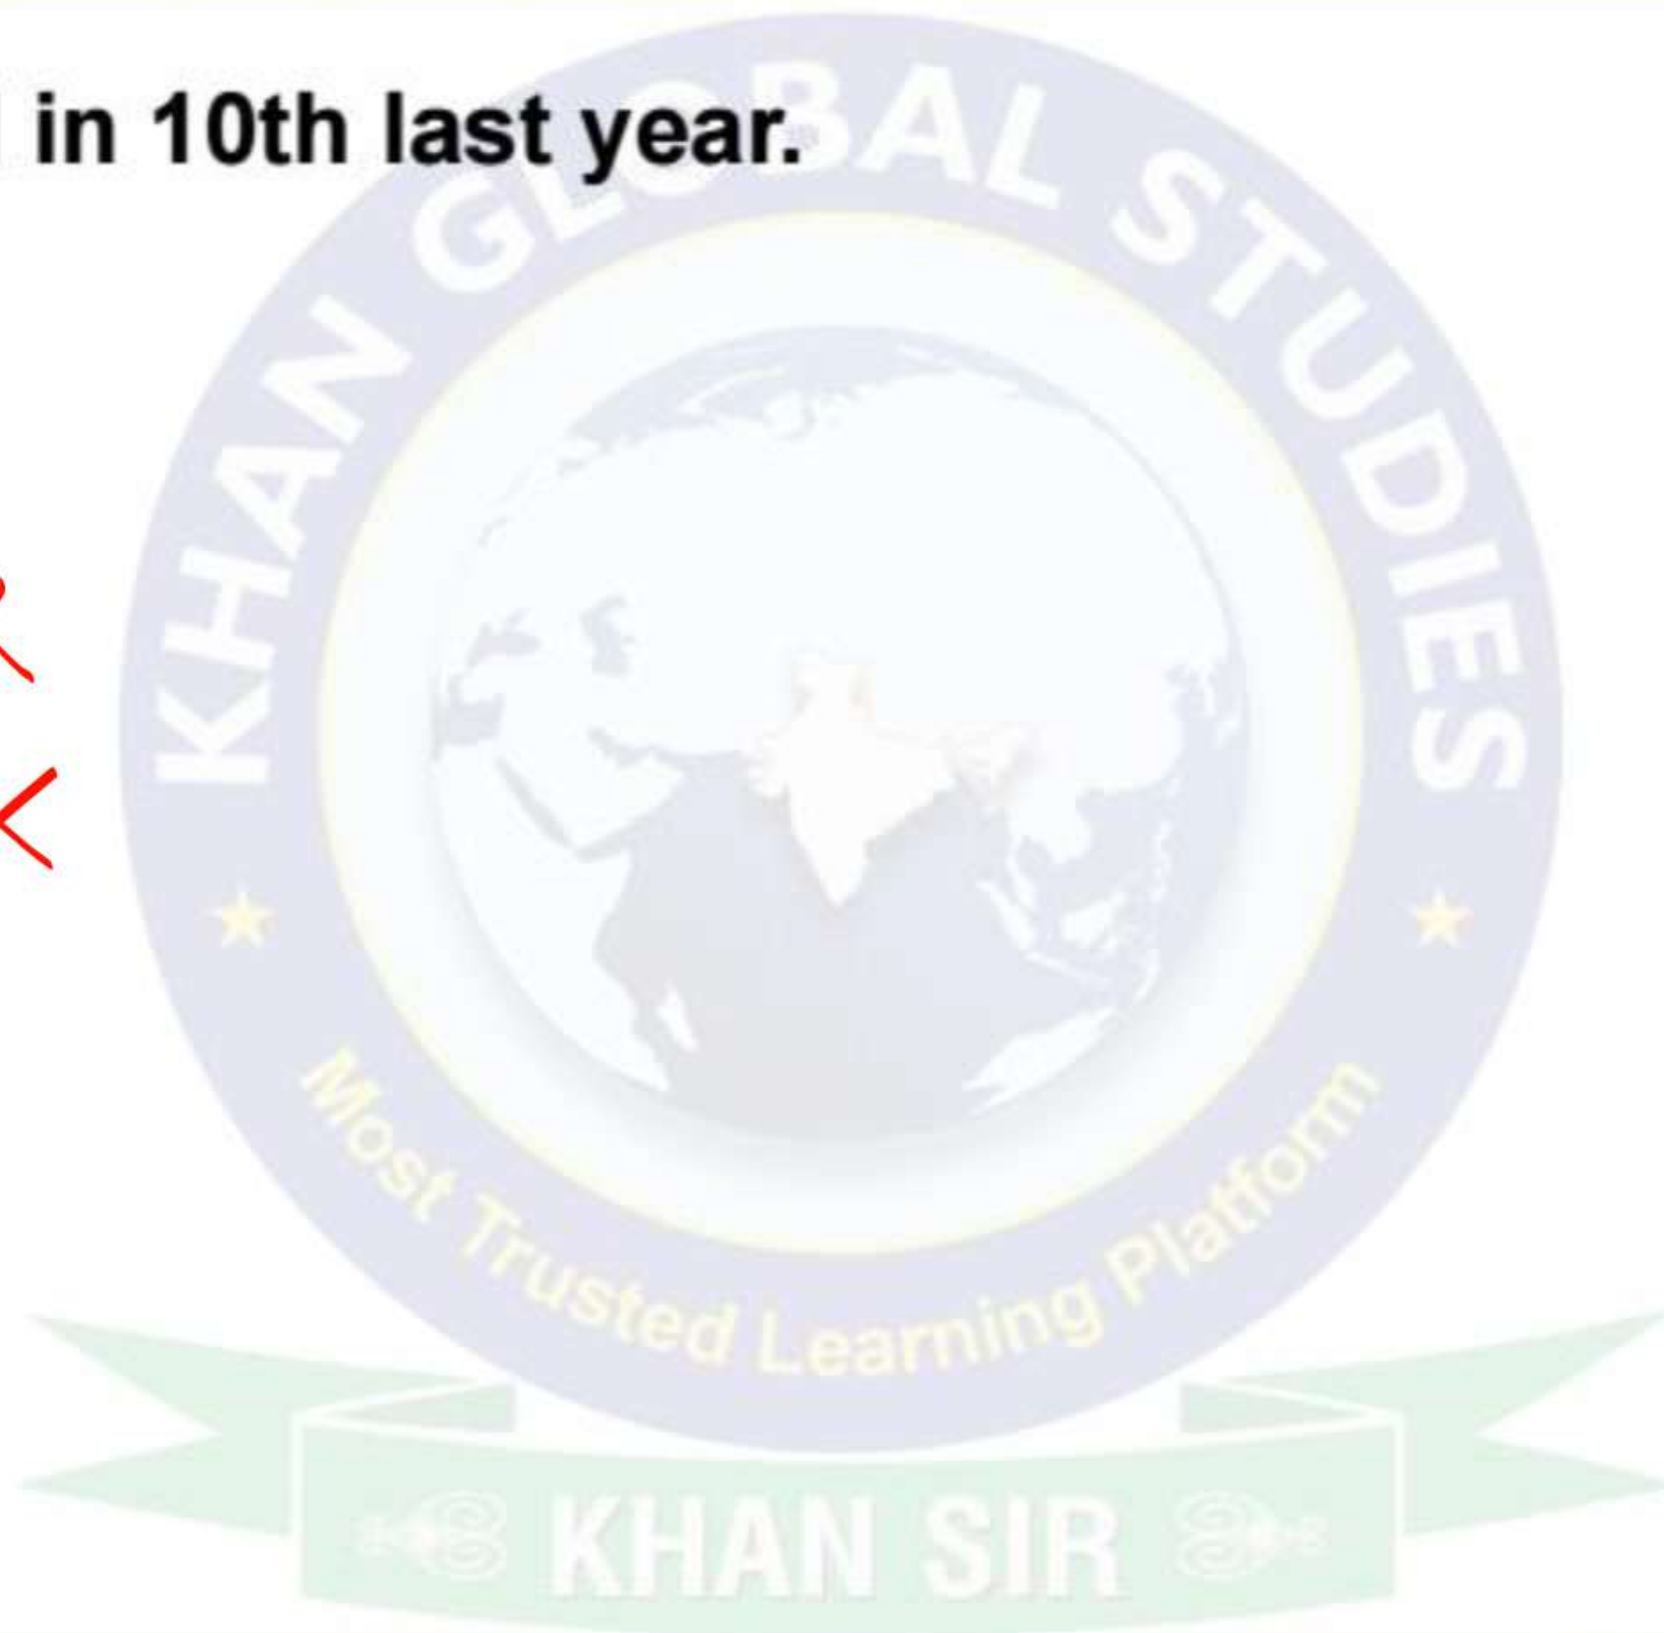 in 10th last year.
KHAN GLOBAL STUDIES
Most Trusted Learning Platform
KHAN SIR